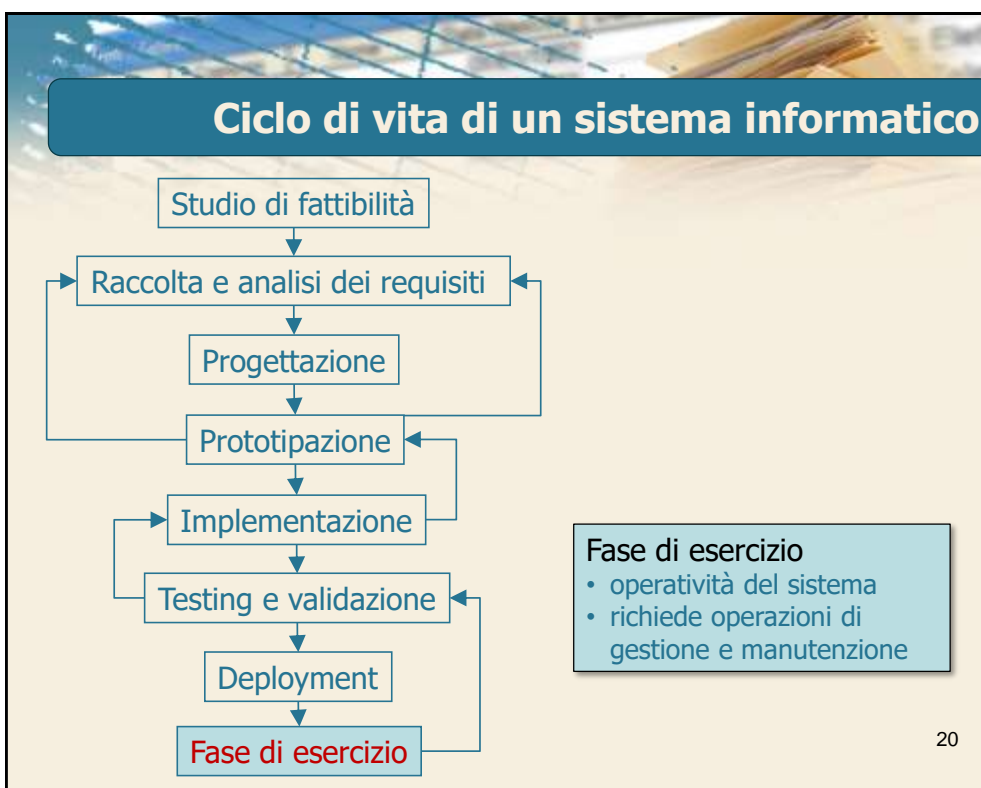 Ciclo di vita di un sistema informatico
Studio di fattibilità
Raccolta e analisi dei requisiti
Progettazione
Prototipazione
Implementazione
Testing e validazione
Deployment
Fase di esercizio
Fase di esercizio
• operatività del sistema
• richiede operazioni di
gestione e manutenzione
20